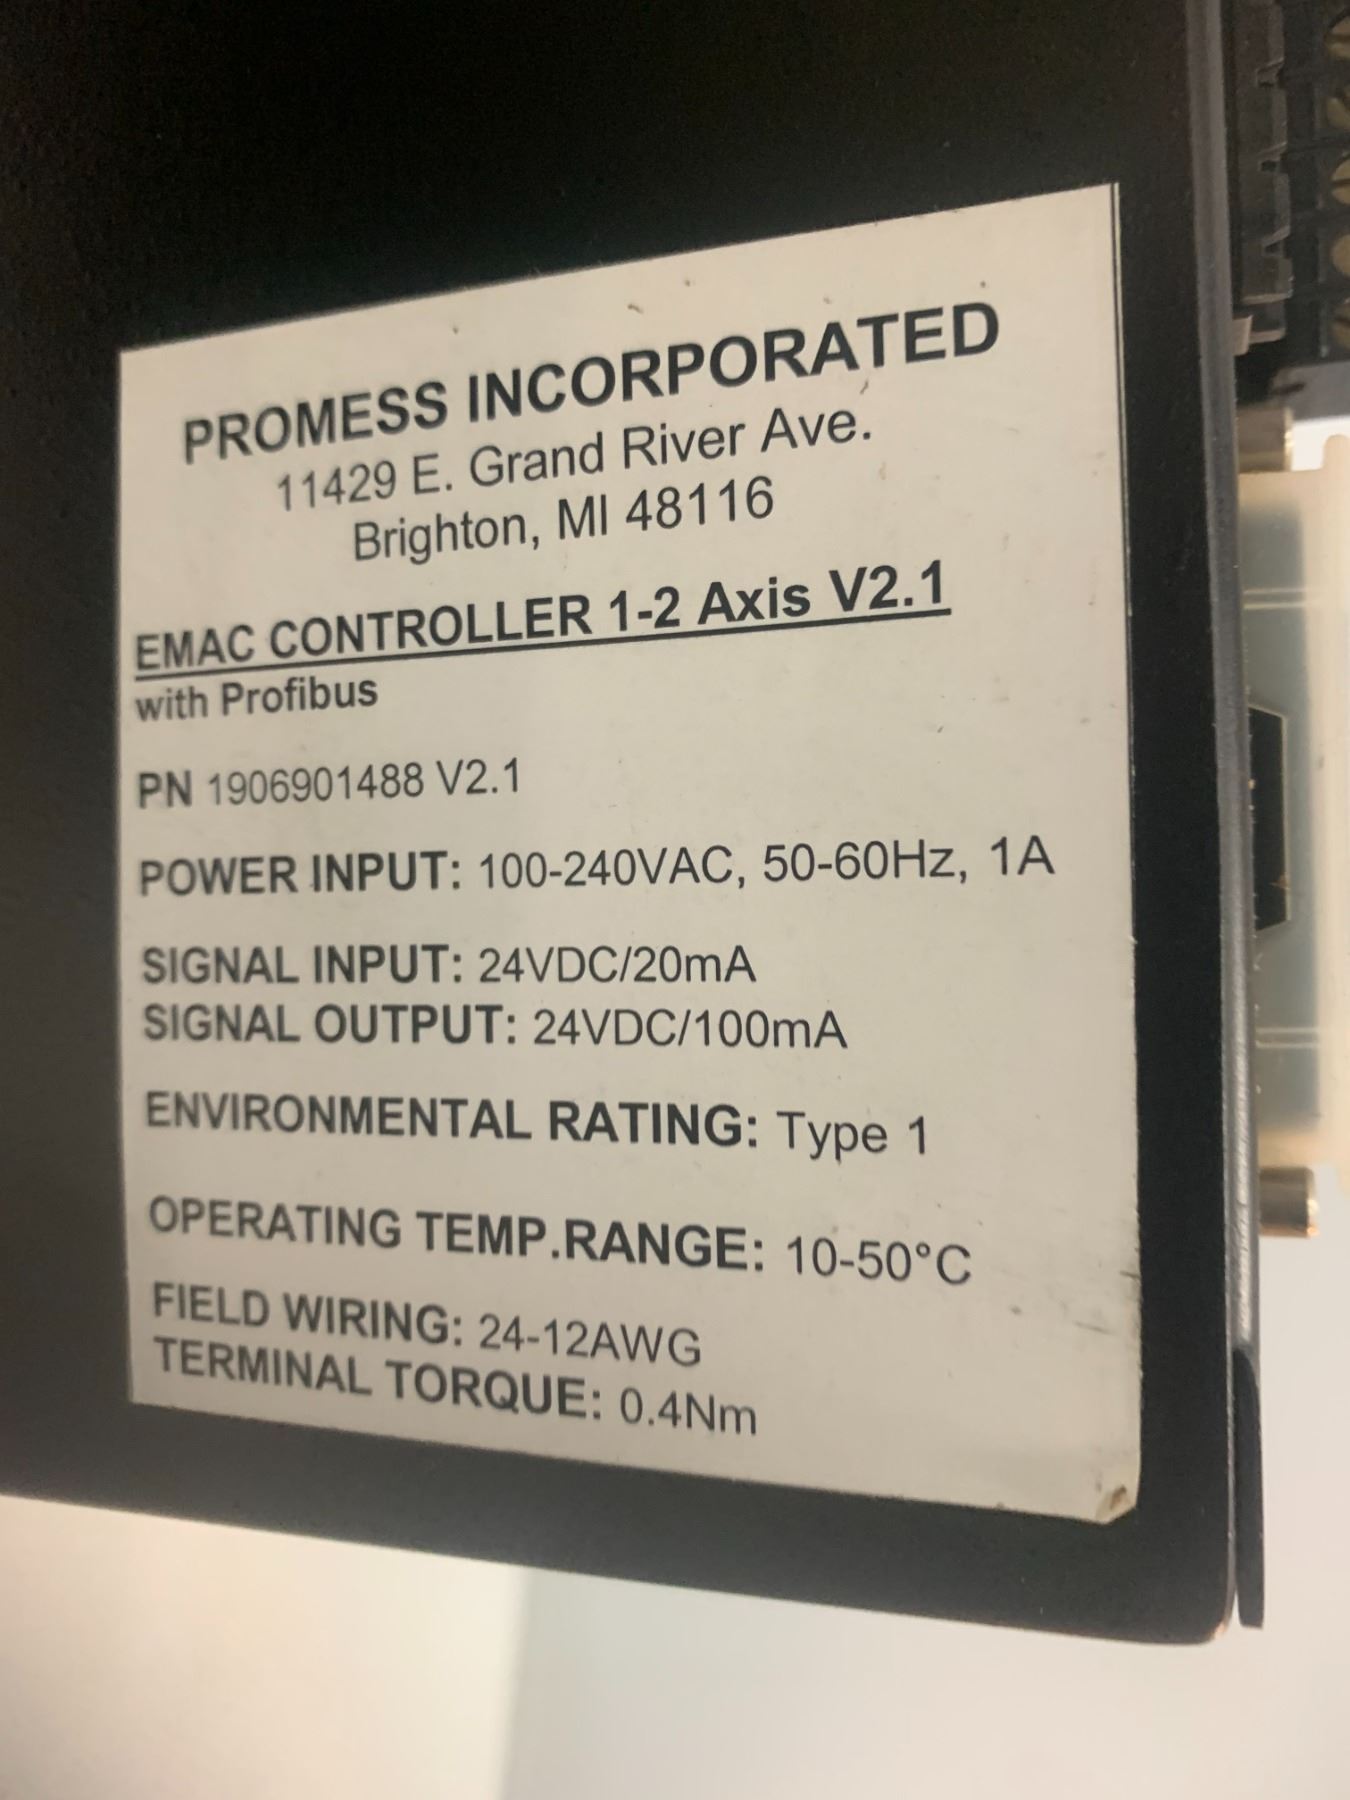 PROMESS INCORPORATED
11429 E. Grand River Ave.
Brighton, MI 48116
EMAC CONTROLLER 1-2 Axis V2.1
with Profibus
PN 1906901488 V2.1
POWER INPUT: 100-240VAC, 50-60Hz, 1A
SIGNAL INPUT: 24VDC/20mA
SIGNAL OUTPUT: 24VDC/100mA
ENVIRONMENTAL RATING: Type 1
OPERATING TEMP.RANGE: 10-50°C
FIELD WIRING: 24-12AWG
TERMINAL TORQUE: 0.4Nm